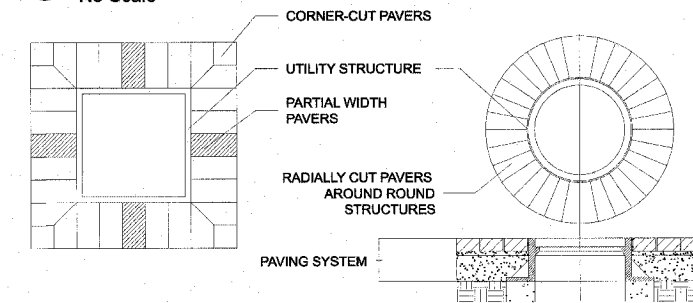 No Scale
CORNER-CUT PAVERS
UTILITY STRUCTURE
PARTIAL WIDTH
PAVERS
RADIALLY CUT PAVERS
AROUND ROUND
STRUCTURES
PAVING SYSTEM